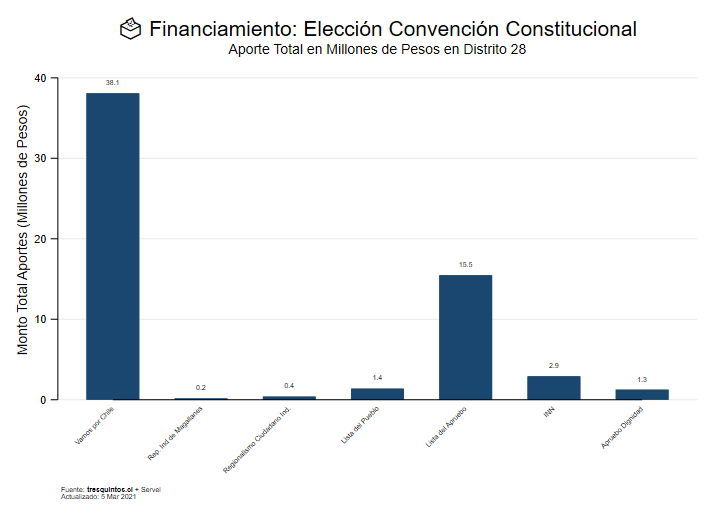 Financiamiento: Elección Convención Constitucional
Aporte Total en Millones de Pesos en Distrito 28
Monto Total Aportes (Millones de Pesos)
40
30
20
10
0
38.1
0.2
0.4
1.4
15.5
2.9
1.3
Vamos por Chile
Rep. Ind de Magallanes
Regionalismo Ciudadano Ind.
Lista del Pueblo
Lista del Apruebo
INN
Apruebo Dignidad
Fuente: tresquintos.cl + Servel
Actualizado: 5 Mar 2021